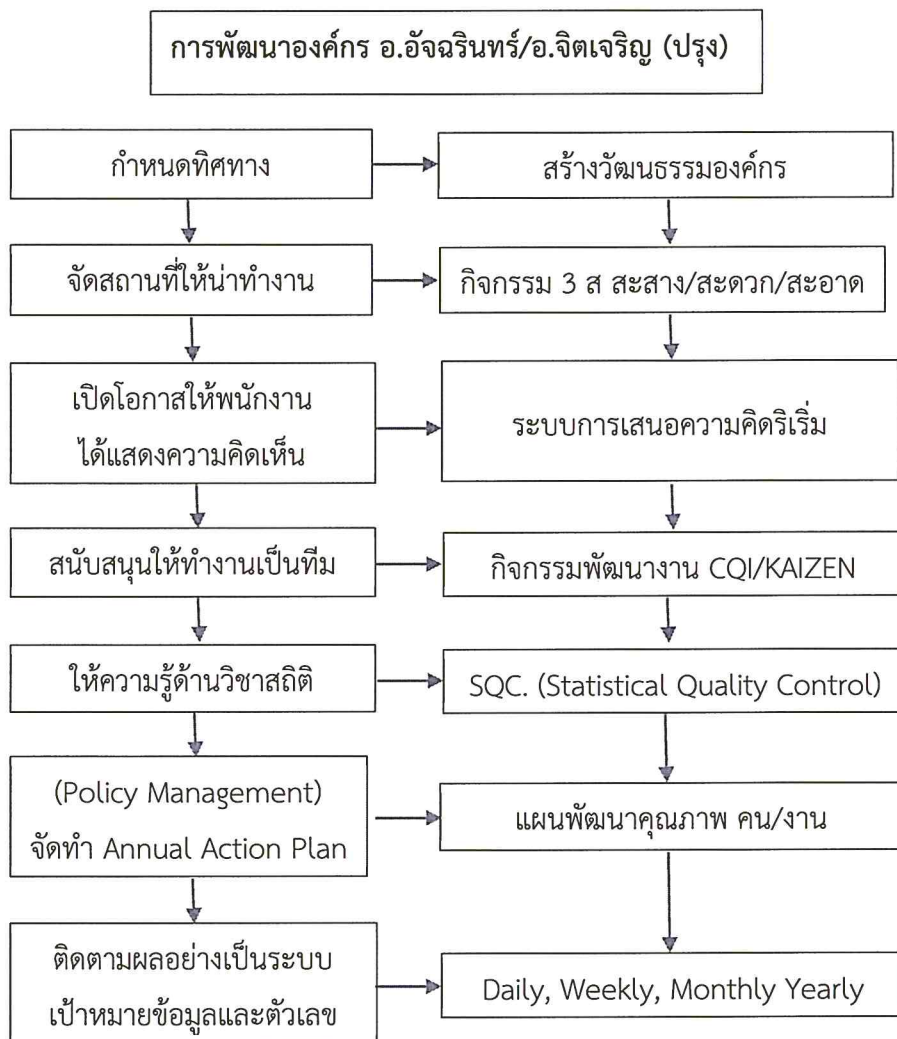 การพัฒนาองค์กร อ.อัจฉรินทร์/อ.จิตเจริญ (ปรุง)
กำหนดทิศทาง
สร้างวัฒนธรรมองค์กร
จัดสถานที่ให้น่าทำงาน
กิจกรรม 3 ส สะสาง/สะดวก/สะอาด
เปิดโอกาสให้พนักงาน
ได้แสดงความคิดเห็น
ระบบการเสนอความคิดริเริ่ม
สนับสนุนให้ทำงานเป็นทีม
กิจกรรมพัฒนางาน CQI/KAIZEN
ให้ความรู้ด้านวิชาสถิติ
SQC. (Statistical Quality Control)
(Policy Management)
จัดทำ Annual Action Plan
แผนพัฒนาคุณภาพ คน/งาน
ติดตามผลอย่างเป็นระบบ
เป้าหมายข้อมูลและตัวเลข
Daily, Weekly, Monthly Yearly